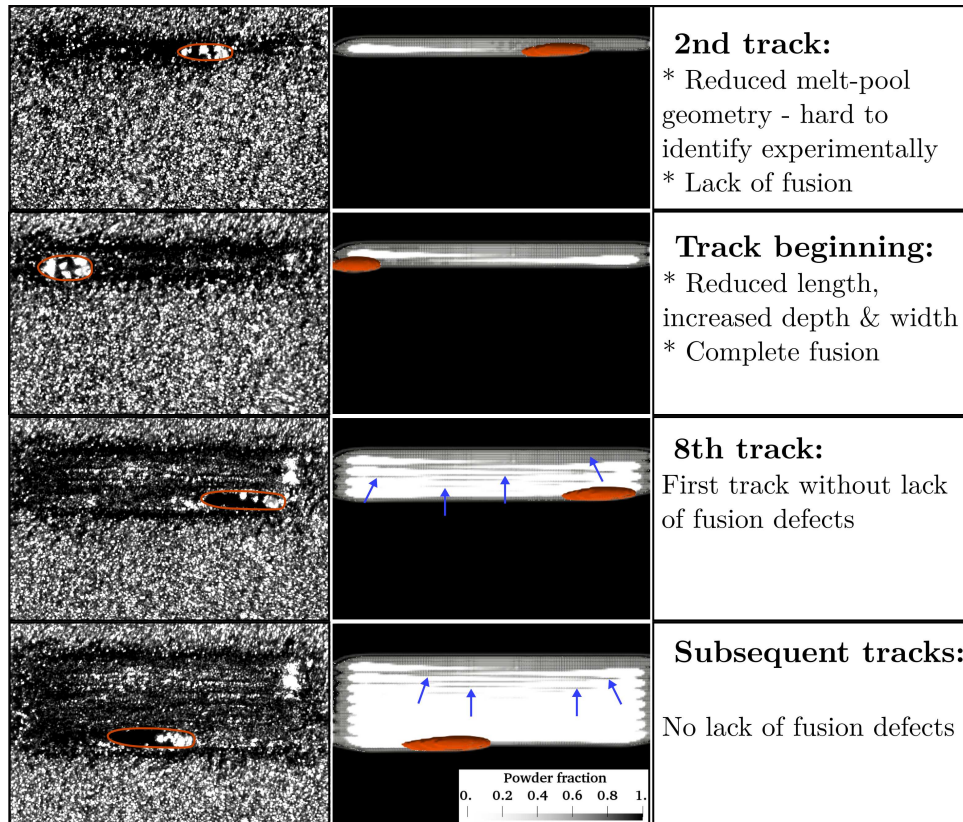 2nd track:
* Reduced melt-pool
geometry - hard to
identify experimentally
* Lack of fusion
Track beginning:
* Reduced length,
increased depth & width
* Complete fusion
8th track:
First track without lack
of fusion defects
Subsequent tracks:
No lack of fusion defects
Powder fraction
0. 0.2 0.4 0.6 0.8 1.